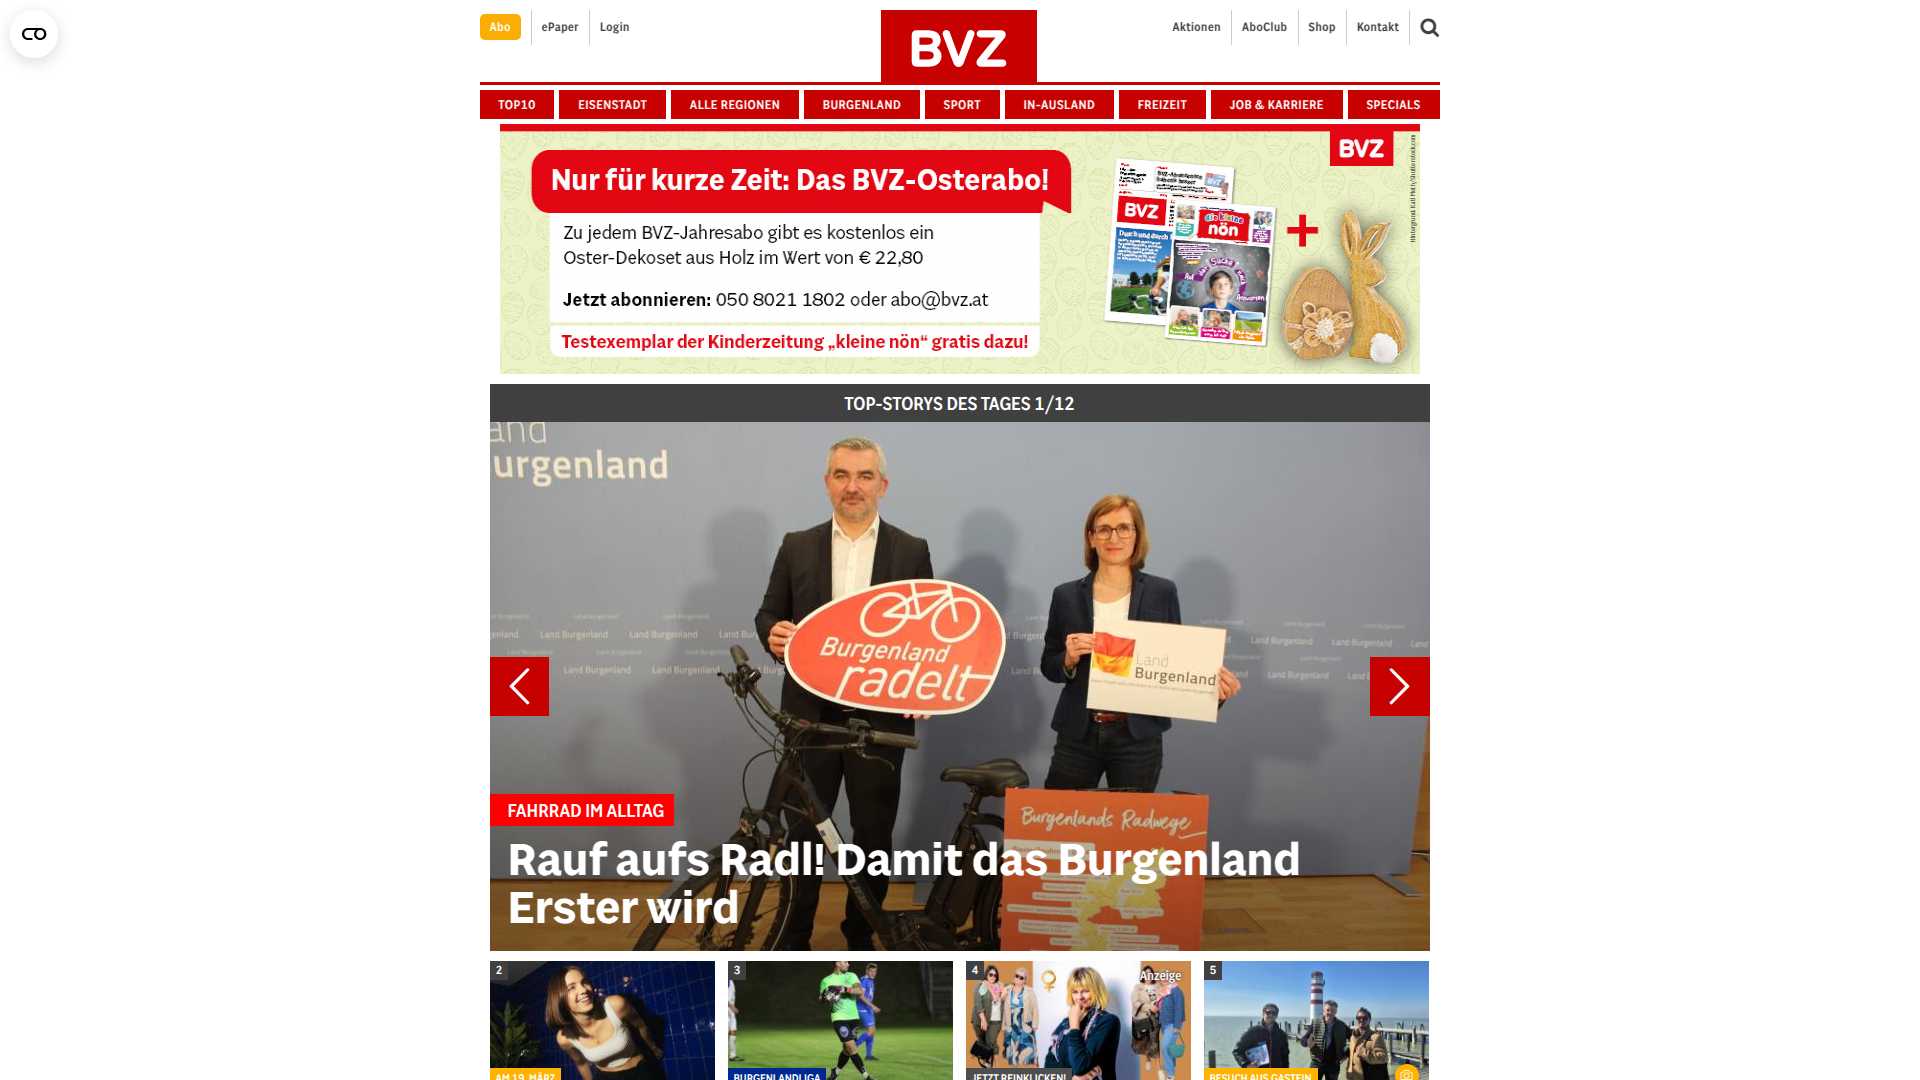 Abo
ePaper
Login
BVZ
Aktionen
AboClub
Shop
Kontakt
TOP10
EISENSTADT
ALLE REGIONEN
BURGENLAND
SPORT
IN-AUSLAND
FREIZEIT
JOB & KARRIERE
SPECIALS
Nur für kurze Zeit: Das BVZ-Osterabo!
Zu jedem BVZ-Jahresabo gibt es kostenlos ein
Oster-Dekoset aus Holz im Wert von € 22,80
Jetzt abonnieren: 050 8021 1802 oder abo@bvz.at
Testexemplar der Kinderzeitung „kleine nön“ gratis dazu!
BVZ
BVZ
die kleine
nön
+
TOP-STORYS DES TAGES 1/12
Land
Burgenland
Burgenland
radelt
Land
Burgenland
Burgenlands Radwege
FAHRRAD IM ALLTAG
Rauf aufs Radl! Damit das Burgenland
Erster wird
2
3
4
Anzeige
5
AM 19. MÄRZ
BURGENLANDLIGA
JETZT REINKLICKEN!
BESUCH AUS GASTEIN